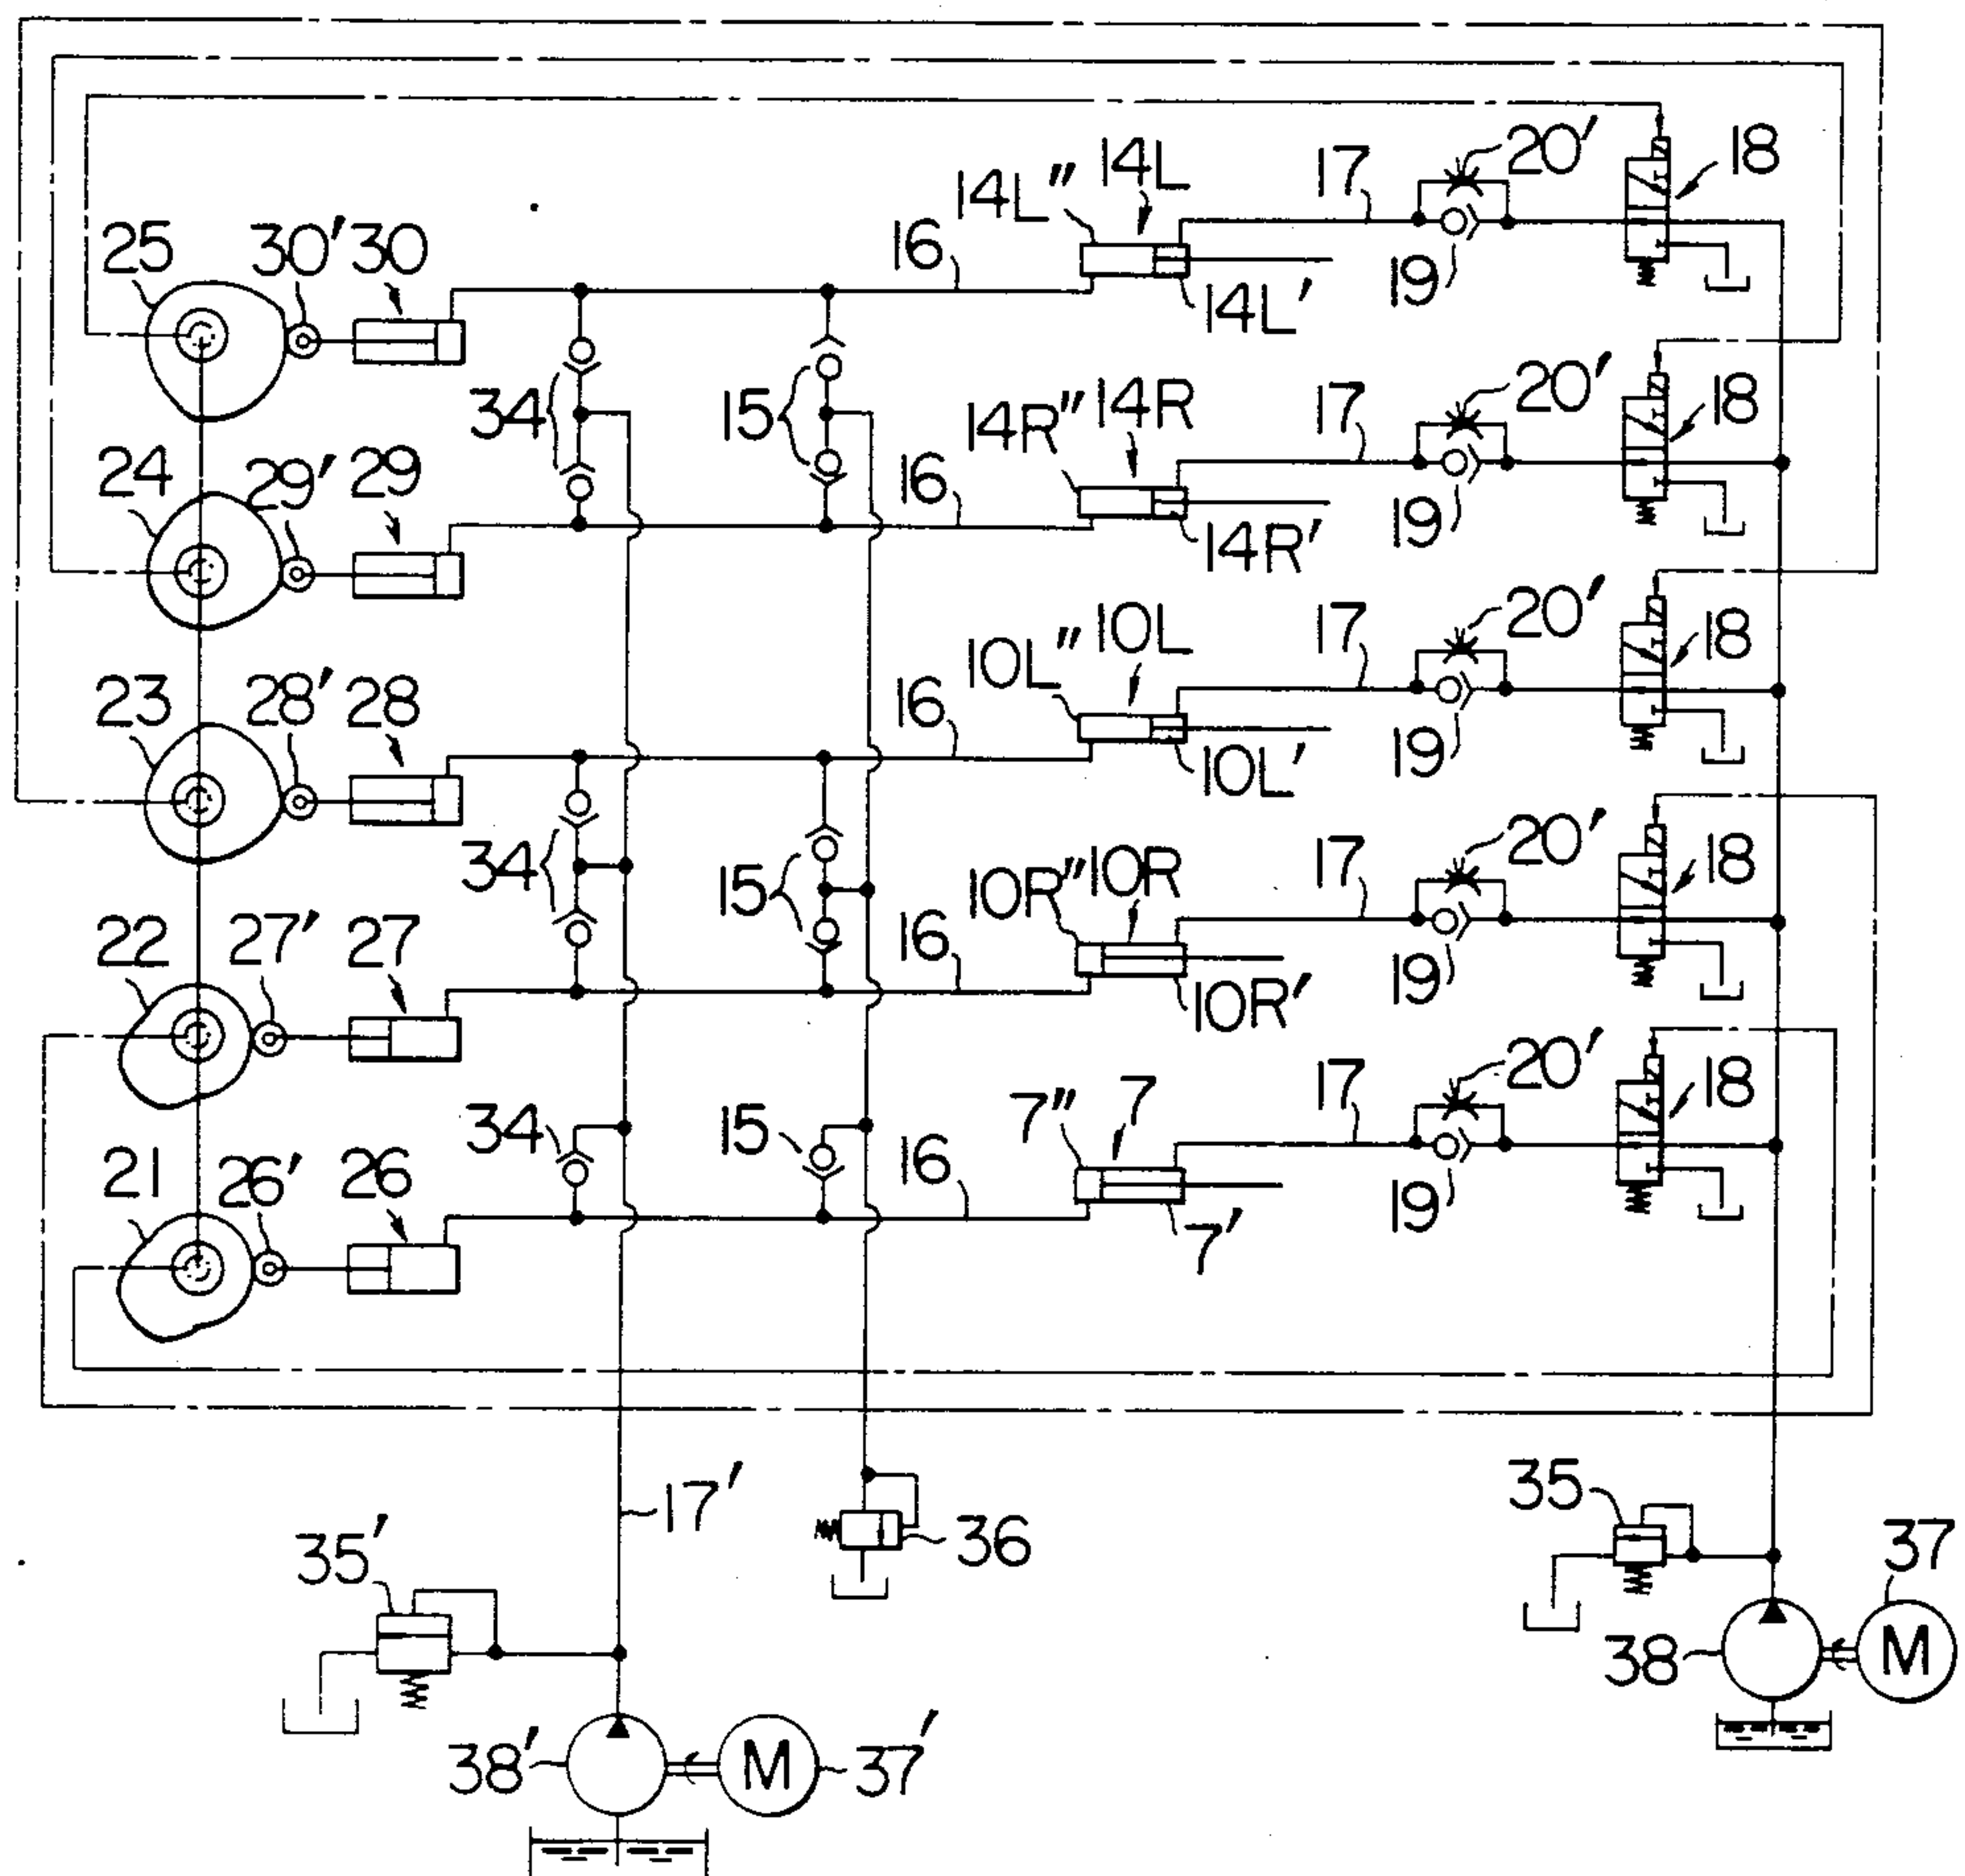 20'
14L" 14L 17 18
25 30' 30 16 19
14L'
34 15 14R" 14R 17 20' 18
24 29' 29 16 14R' 19
10L" 10L 17 20' 18
23 28' 28 16 10L' 19
34 15 10R" 10R 17 20' 18
22 27' 27 16 10R' 19
34 15 7" 7 17 20' 18
21 26' 26 16 7' 19
17' 36 35 37
35'
38 M
38' M 37'